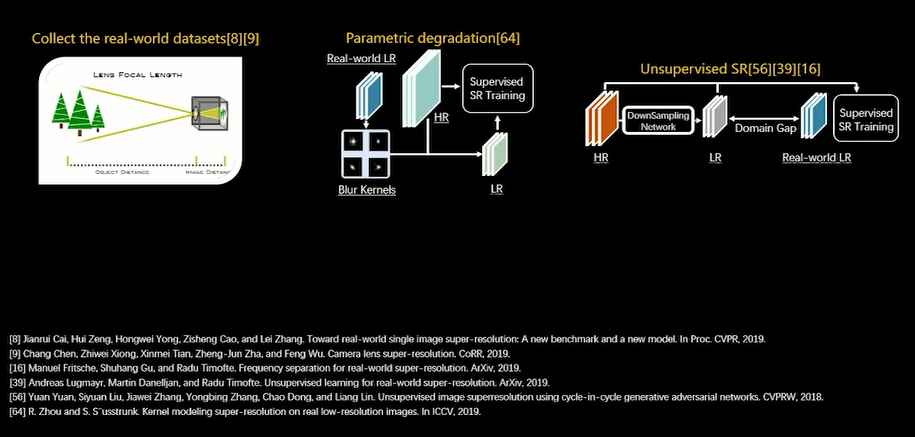 Collect the real-world datasets[8][9]
LENS FOCAL LENGTH
OBJECT DISTANCE
IMAGE DISTANC
Parametric degradation[64]
Real-world LR
HR
Supervised
SR Training
Blur Kernels
LR
Unsupervised SR[56][39][16]
HR
DownSampling
Network
LR
Domain Gap
Real-world LR
Supervised
SR Training
[8] Jianrui Cai, Hui Zeng, Hongwei Yong, Zisheng Cao, and Lei Zhang. Toward real-world single image super-resolution: A new benchmark and a new model. In Proc. CVPR, 2019.
[9] Chang Chen, Zhiwei Xiong, Xinmei Tian, Zheng-Jun Zha, and Feng Wu. Camera lens super-resolution. CoRR, 2019.
[16] Manuel Fritsche, Shuhang Gu, and Radu Timofte. Frequency separation for real-world super-resolution. ArXiv, 2019.
[39] Andreas Lugmayr, Martin Danelljan, and Radu Timofte. Unsupervised learning for real-world super-resolution. ArXiv, 2019.
[56] Yuan Yuan, Siyuan Liu, Jiawei Zhang, Yongbing Zhang, Chao Dong, and Liang Lin. Unsupervised image superresolution using cycle-in-cycle generative adversarial networks. CVPRW, 2018.
[64] R. Zhou and S. S¨usstrunk. Kernel modeling super-resolution on real low-resolution images. In ICCV, 2019.